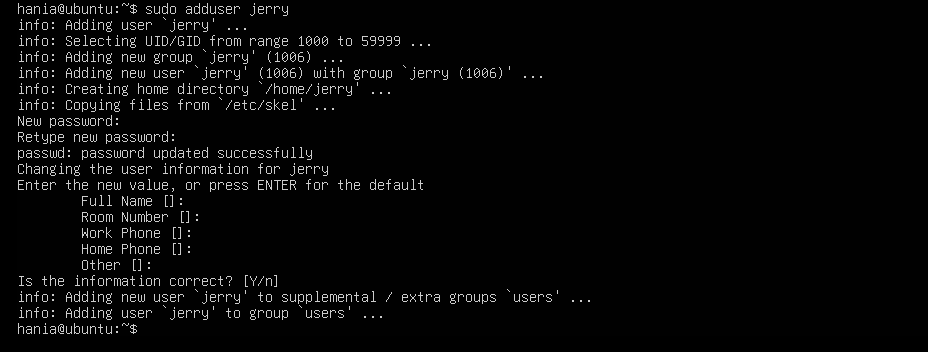 hania@ubuntu:~$ sudo adduser jerry
info: Adding user `jerry' ...
info: Selecting UID/GID from range 1000 to 59999 ...
info: Adding new group `jerry' (1006) ...
info: Adding new user `jerry' (1006) with group `jerry (1006)' ...
info: Creating home directory `/home/jerry' ...
info: Copying files from `/etc/skel' ...
New password:
Retype new password:
passwd: password updated successfully
Changing the user information for jerry
Enter the new value, or press ENTER for the default
        Full Name []:
        Room Number []:
        Work Phone []:
        Home Phone []:
        Other []:
Is the information correct? [Y/n]
info: Adding new user `jerry' to supplemental / extra groups `users' ...
info: Adding user `jerry' to group `users' ...
hania@ubuntu:~$